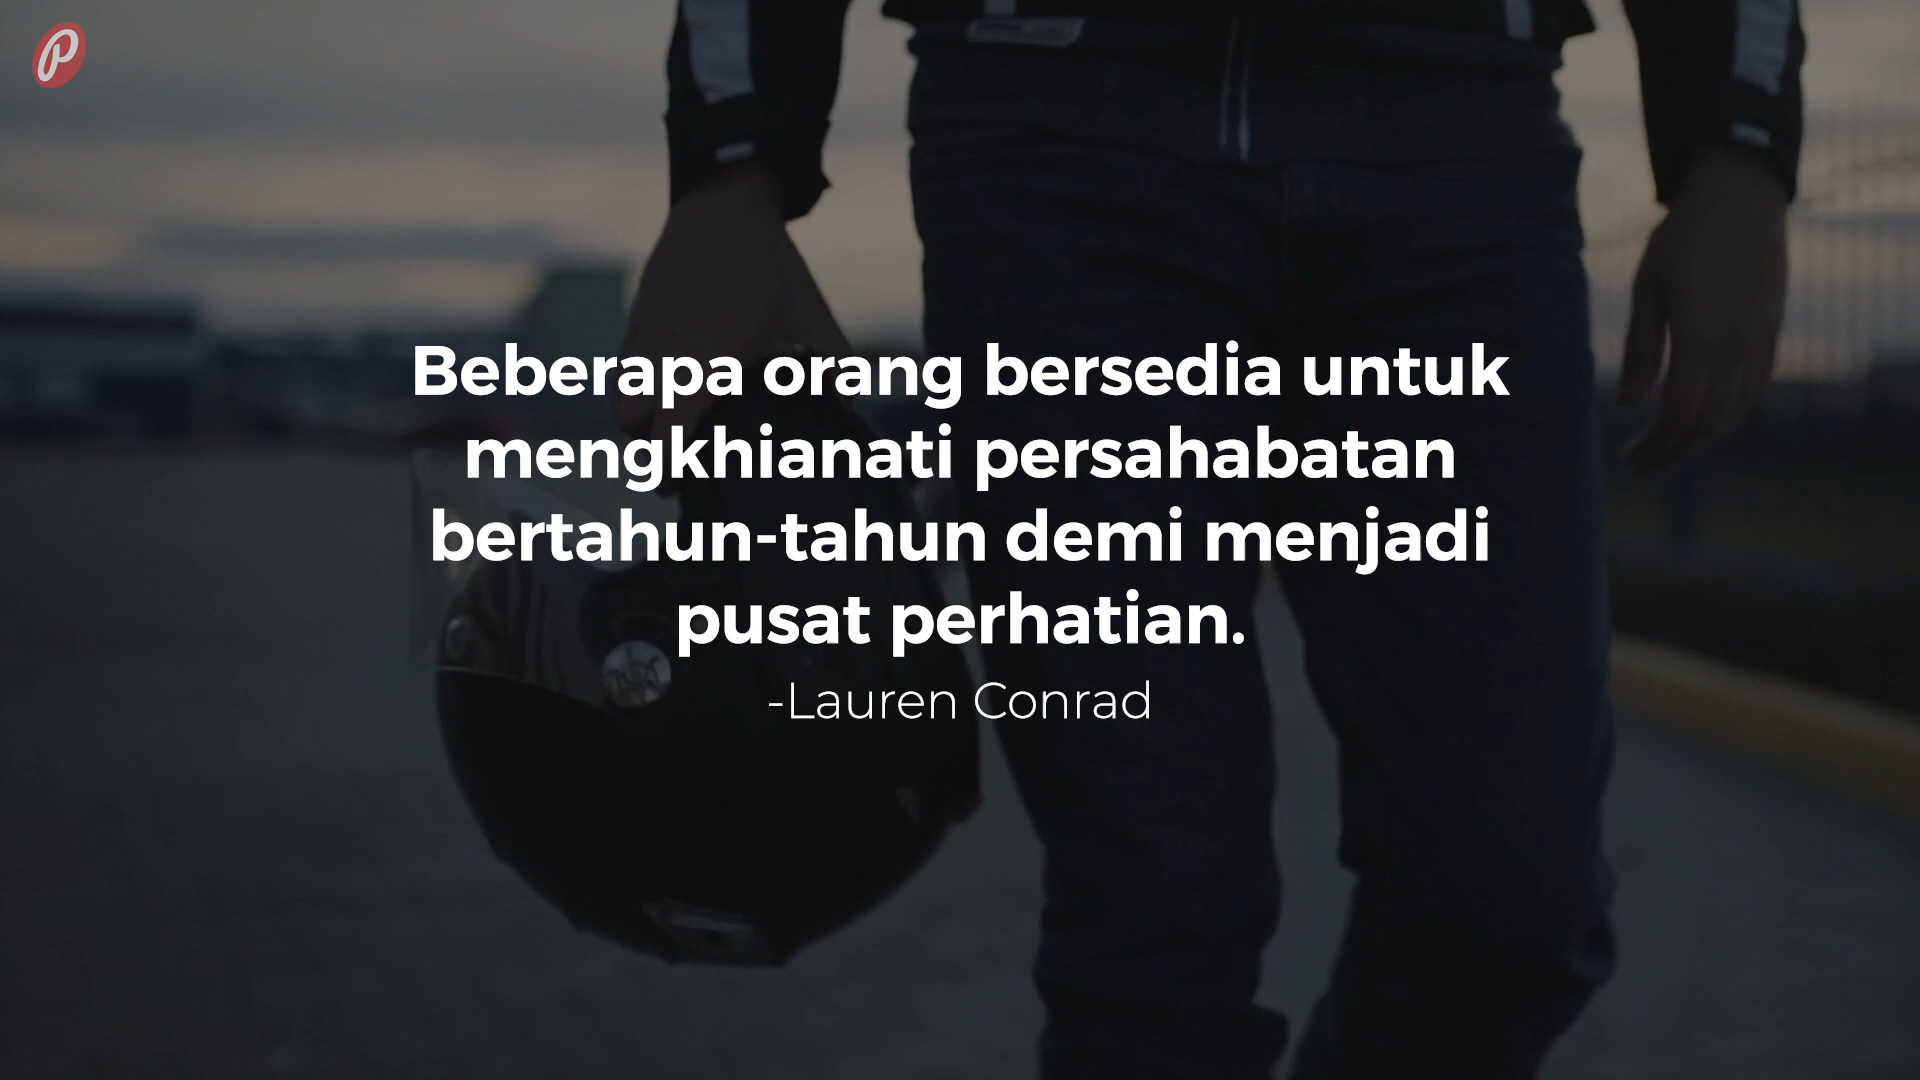 P
Beberapa orang bersedia untuk
mengkhianati persahabatan
bertahun-tahun demi menjadi
pusat perhatian.
-Lauren Conrad